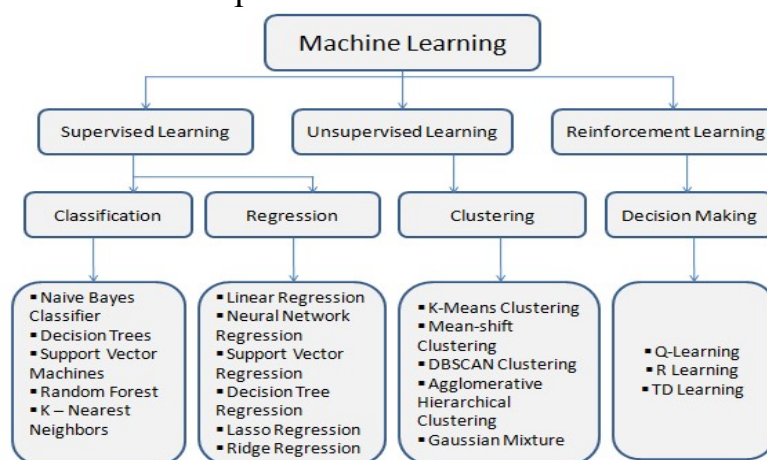 Machine Learning
Supervised Learning
Unsupervised Learning
Reinforcement Learning
Classification
Regression
Clustering
Decision Making
▪ Naive Bayes
Classifier
▪ Decision Trees
▪ Support Vector
Machines
▪ Random Forest
▪ K – Nearest
Neighbors
▪ Linear Regression
▪ Neural Network
Regression
▪ Support Vector
Regression
▪ Decision Tree
Regression
▪ Lasso Regression
▪ Ridge Regression
▪ K-Means Clustering
▪ Mean-shift
Clustering
▪ DBSCAN Clustering
▪ Agglomerative
Hierarchical
Clustering
▪ Gaussian Mixture
▪ Q-Learning
▪ R Learning
▪ TD Learning